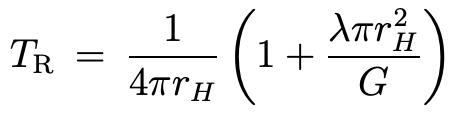 T_R = \frac{1}{4\pi r_H} \left( 1 + \frac{\lambda \pi r_H^2}{G} \right)